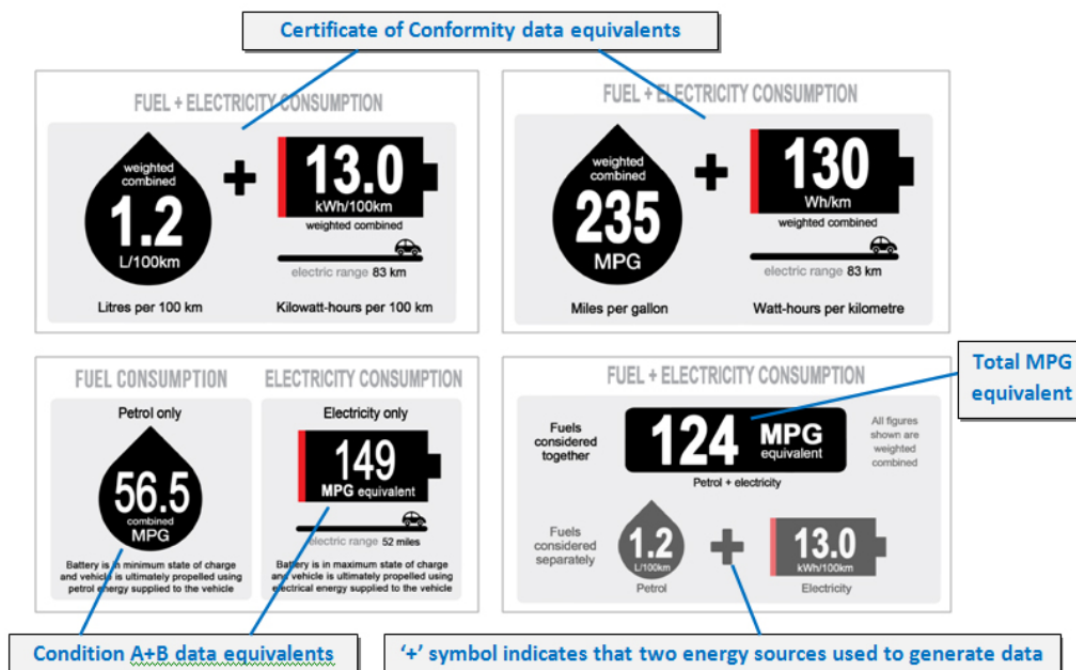 Certificate of Conformity data equivalents
FUEL + ELECTRICITY CONSUMPTION
weighted
combined
1.2
L/100km
+
13.0
kWh/100km
weighted combined
electric range 83 km
Litres per 100 km
Kilowatt-hours per 100 km
FUEL + ELECTRICITY CONSUMPTION
weighted
combined
235
MPG
+
130
Wh/km
weighted combined
electric range 83 km
Miles per gallon
Watt-hours per kilometre
FUEL CONSUMPTION
Petrol only
56.5
combined
MPG
Battery is in minimum state of charge
and vehicle is ultimately propelled using
petrol energy supplied to the vehicle
ELECTRICITY CONSUMPTION
Electricity only
149
MPG equivalent
electric range 52 miles
Battery is in maximum state of charge
and vehicle is ultimately propelled using
electrical energy supplied to the vehicle
FUEL + ELECTRICITY CONSUMPTION
Fuels
considered
together
124 MPG
equivalent
Petrol + electricity
All figures
shown are
weighted
combined
Fuels
considered
separately
1.2
L/100km
Petrol
+
13.0
kWh/100km
Electricity
Total MPG
equivalent
Condition A+B data equivalents
‘+’ symbol indicates that two energy sources used to generate data